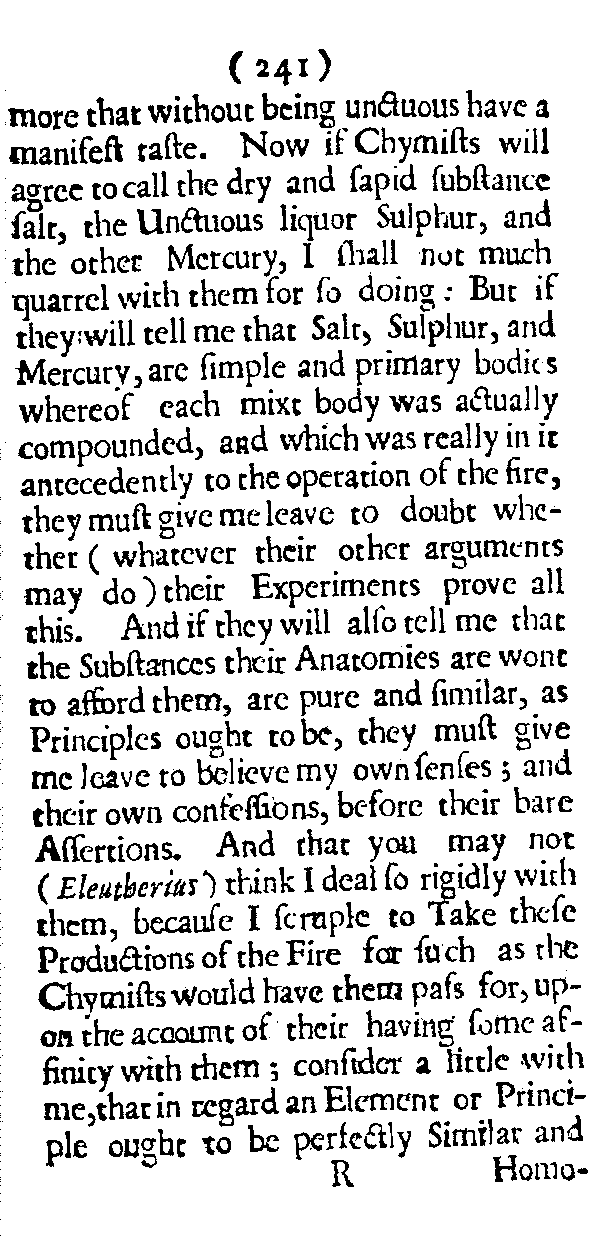 ( 241 )
more that without being unctuous have a
manifeſt taſte. Now if Chymiſts will
agree to call the dry and ſapid ſubſtance
ſalt, the Unctuous liquor Sulphur, and
the other Mercury, I ſhall not much
quarrel with them for ſo doing : But if
they will tell me that Salt, Sulphur, and
Mercury, are ſimple and primary bodies
whereof each mixt body was actually
compounded, and which was really in it
antecedently to the operation of the fire,
they muſt give me leave to doubt whe-
ther ( whatever their other arguments
may do ) their Experiments prove all
this. And if they will alſo tell me that
the Subſtances their Anatomies are wont
to afford them, are pure and ſimilar, as
Principles ought to be, they muſt give
me leave to believe my own ſenſes ; and
their own confeſſions, before their bare
Aſſertions. And that you may not
( Eleutherius ) think I deal ſo rigidly with
them, becauſe I ſcruple to Take theſe
Productions of the Fire for ſuch as the
Chymiſts would have them paſs for, up-
on the account of their having ſome af-
finity with them ; conſider a little with
me, that in regard an Element or Princi-
ple ought to be perfectly Similar and
R Homo-